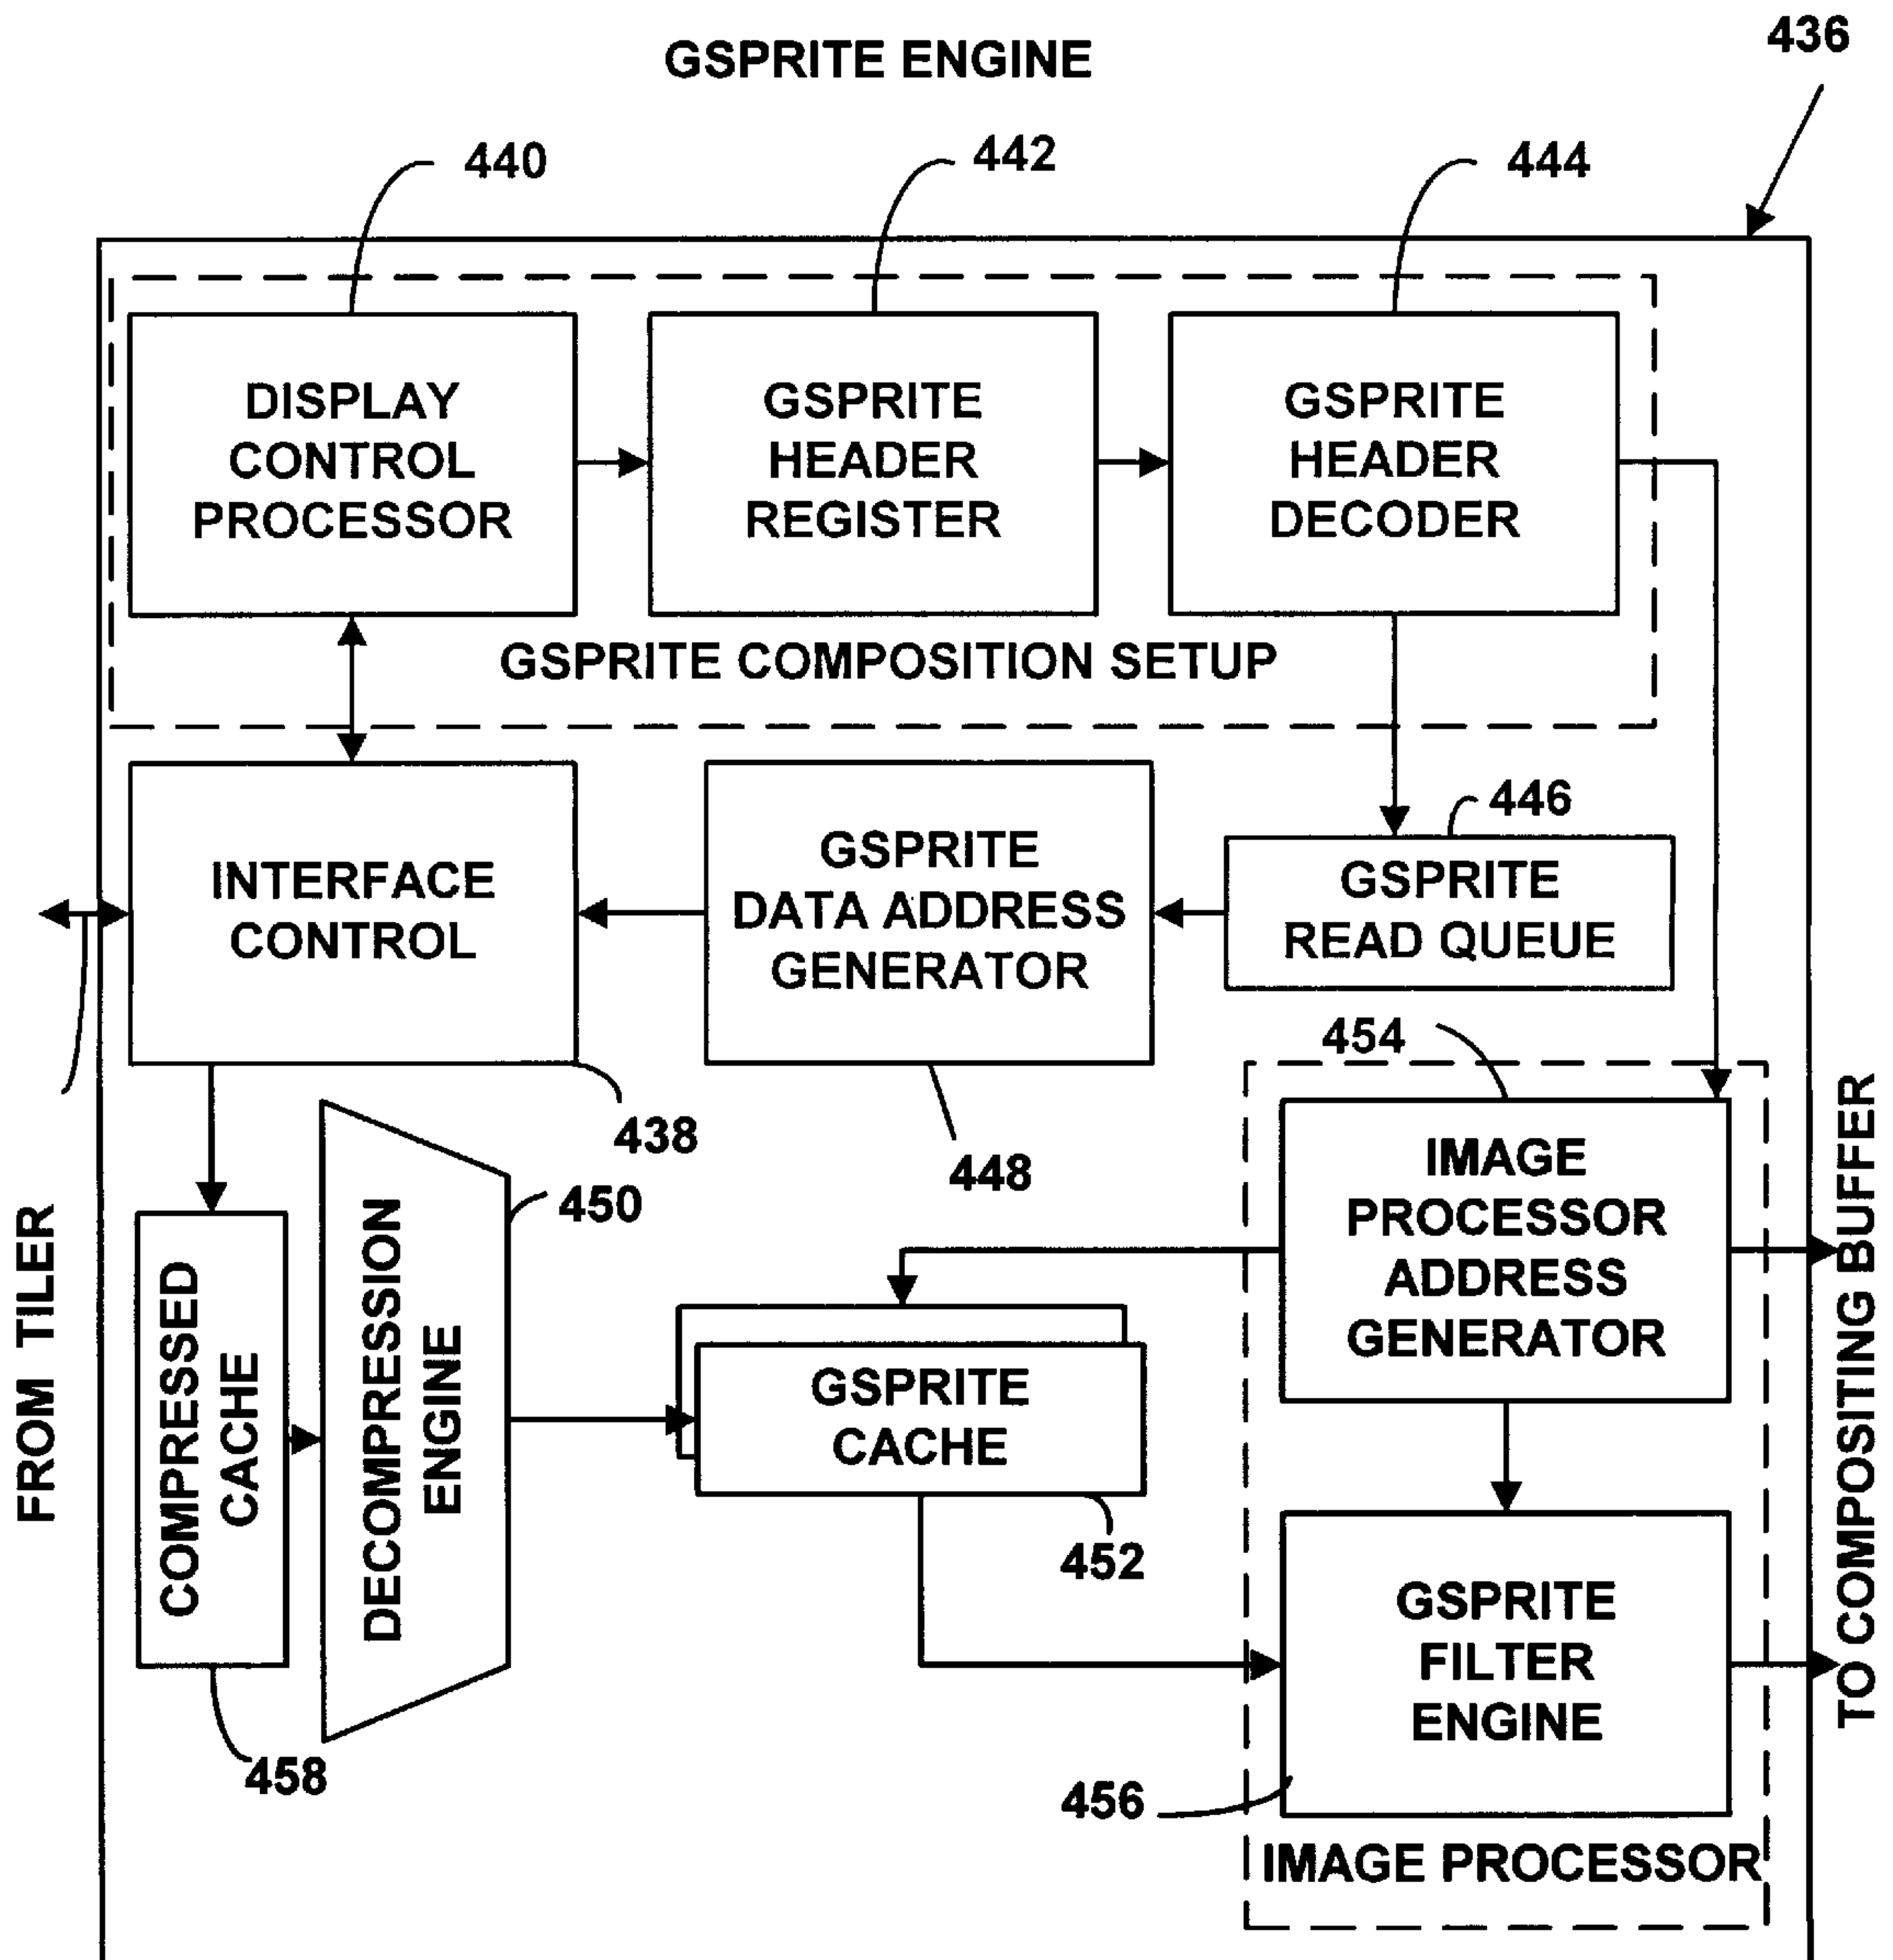 GSPRITE ENGINE
436
440
442
444
DISPLAY
CONTROL
PROCESSOR
GSPRITE
HEADER
REGISTER
GSPRITE
HEADER
DECODER
GSPRITE COMPOSITION SETUP
INTERFACE
CONTROL
438
GSPRITE
DATA ADDRESS
GENERATOR
448
446
GSPRITE
READ QUEUE
454
IMAGE
PROCESSOR
ADDRESS
GENERATOR
FROM TILER
COMPRESSED
CACHE
458
DECOMPRESSION
ENGINE
450
GSPRITE
CACHE
452
GSPRITE
FILTER
ENGINE
456
IMAGE PROCESSOR
TO COMPOSITING BUFFER